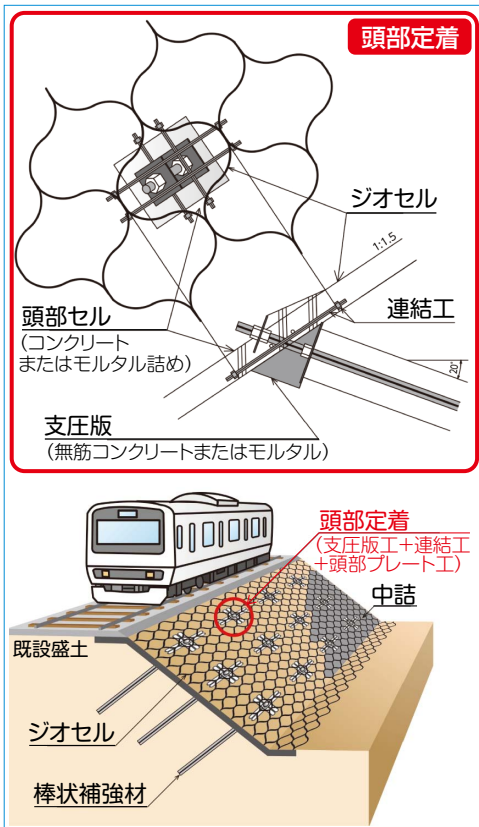 頭部定着
ジオセル
1:1.5
連結工
頭部セル
(コンクリート
またはモルタル詰め)
20°
支圧版
(無筋コンクリートまたはモルタル)
頭部定着
(支圧版工+連結工
+頭部プレート工)
中詰
既設盛土
ジオセル
棒状補強材